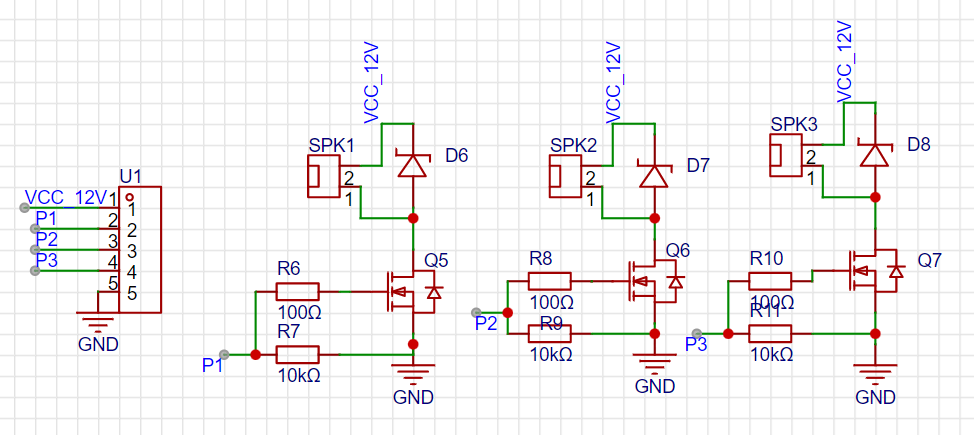 VCC_12V
VCC_12V
VCC_12V
SPK1
2
1
D6
SPK2
2
1
D7
SPK3
2
1
D8
U1
VCC_12V
P1
P2
P3
1
2
3
4
5
1
2
3
4
5
GND
Q5
R6
100Ω
R7
10kΩ
P1
GND
Q6
R8
100Ω
R9
10kΩ
P2
GND
Q7
R10
100Ω
R11
10kΩ
P3
GND